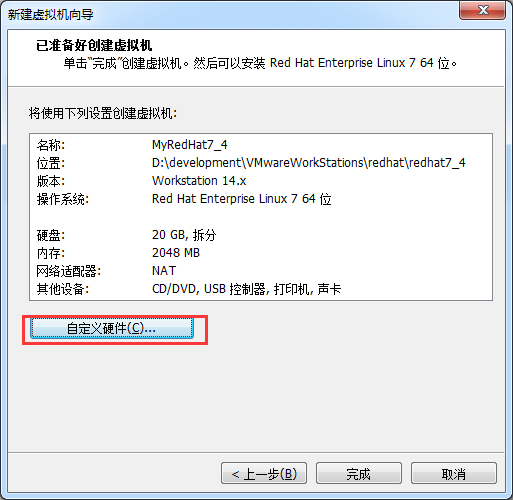 新建虚拟机向导
已准备好创建虚拟机
单击“完成”创建虚拟机。然后可以安装 Red Hat Enterprise Linux 7 64 位。
将使用下列设置创建虚拟机：
名称: MyRedHat7_4
位置: D:\development\VMwareWorkStations\redhat\redhat7_4
版本: Workstation 14.x
操作系统: Red Hat Enterprise Linux 7 64 位
硬盘: 20 GB, 拆分
内存: 2048 MB
网络适配器: NAT
其他设备: CD/DVD, USB 控制器, 打印机, 声卡
自定义硬件(C)...
< 上一步(B) 完成 取消